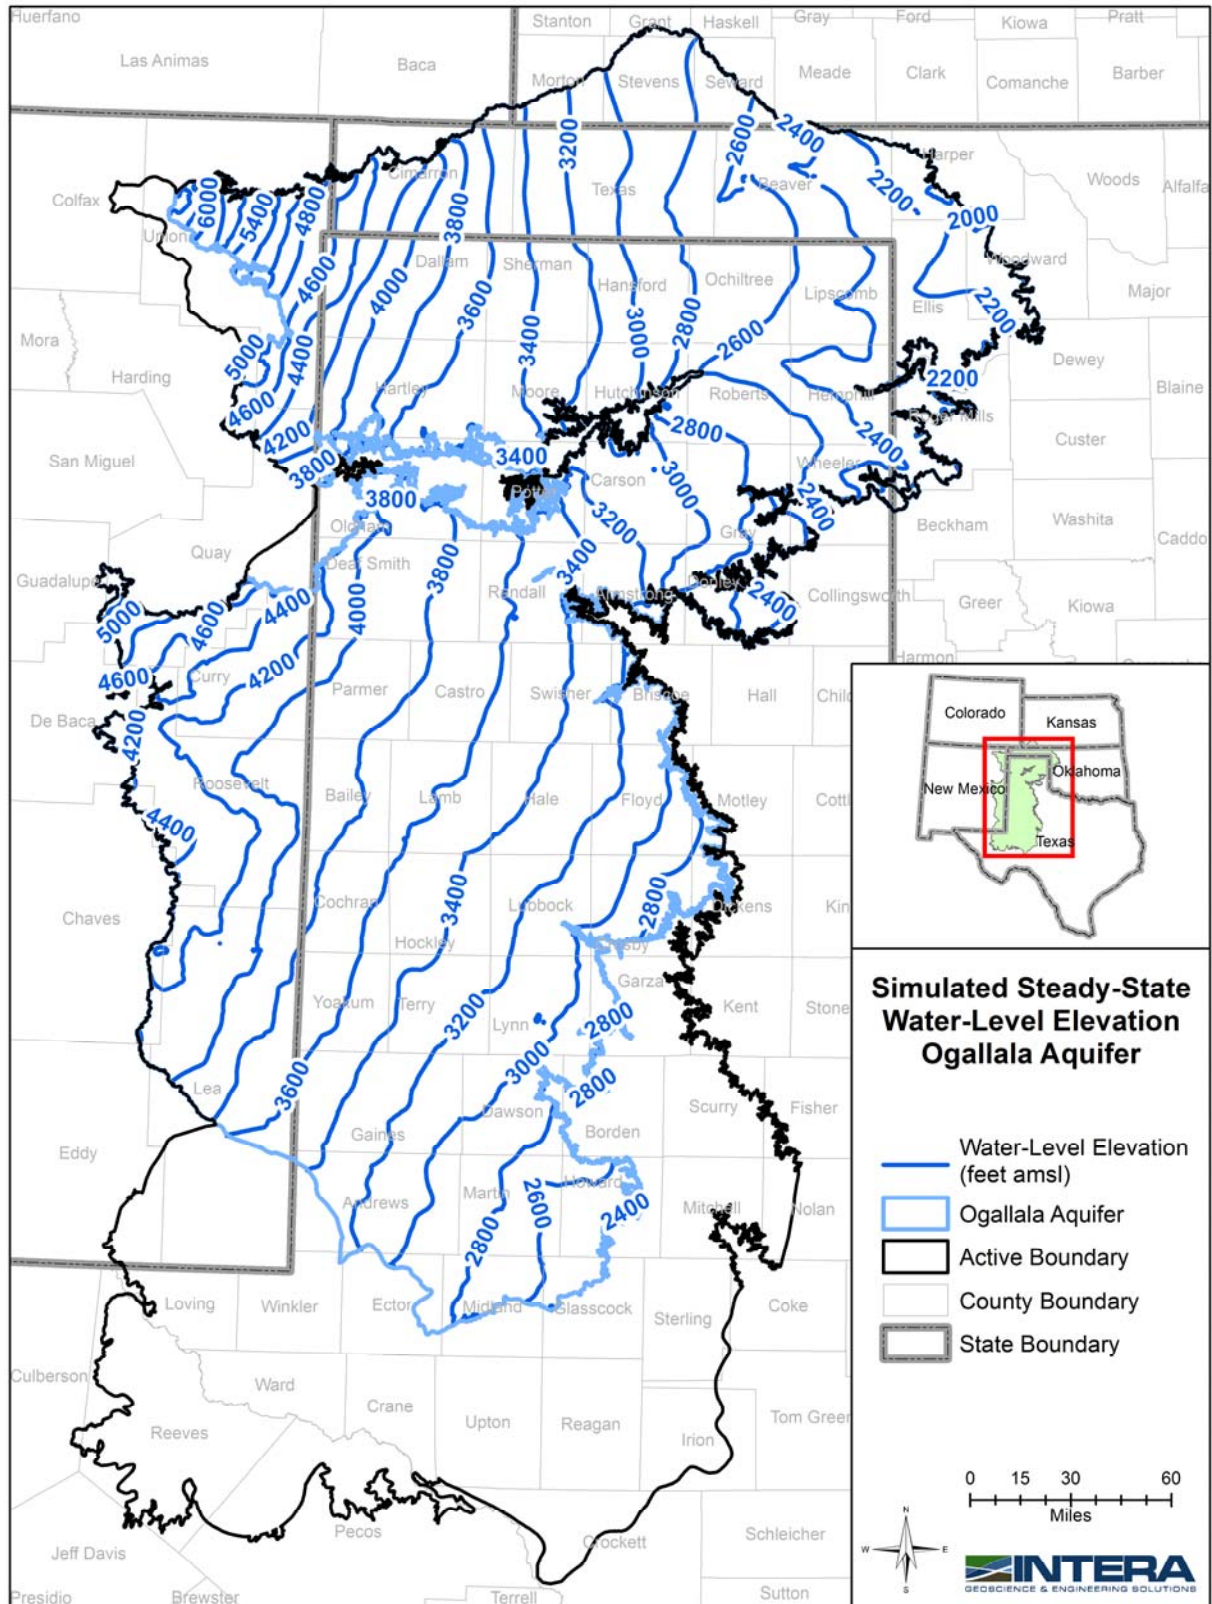 Huerfano
Las Animas
Baca
Stanton
Grant
Haskell
Gray
Ford
Kiowa
Pratt
Morton
Stevens
Seward
Meade
Clark
Comanche
Barber
Colfax
Union
Cimarron
Texas
Beaver
Harper
Woods
Alfalfa
3200
2600
2400
2200
2000
6000
5400
4800
3800
Woodward
Mora
Harding
Dallam
Sherman
Hansford
Ochiltree
Lipscomb
Ellis
Major
4600
4000
3600
3400
3000
2800
2600
2200
5000
4400
Dewey
Blaine
Hartley
Moore
Hutchinson
Roberts
Hemphill
2200
Roger Mills
4600
4200
2800
2400
Custer
San Miguel
3800
3400
Wheeler
Potter
Carson
3000
2400
3800
3200
Oldham
Gray
Beckham
Washita
Caddo
Quay
Deaf Smith
3800
3400
Guadalupe
4400
4000
Randall
Armstrong
Donley
2400
Collingsworth
Greer
Kiowa
5000
4600
Harmon
4600
Curry
4200
Parmer
Castro
Swisher
Briscoe
Hall
De Baca
4200
Roosevelt
Bailey
Lamb
Hale
Floyd
Motley
4400
Chaves
Cochran
3400
Lubbock
2800
Dickens
Hockley
Crosby
Garza
Yoakum
Terry
3200
Lynn
2800
Kent
Lea
3600
3000
2800
Dawson
Scurry
Fisher
Eddy
Gaines
Borden
Andrews
Martin
2600
Howard
2400
Mitchell
Nolan
2800
Loving
Winkler
Ector
Midland
Glasscock
Sterling
Coke
Culberson
Ward
Crane
Upton
Reagan
Irion
Reeves
Pecos
Crockett
Schleicher
Jeff Davis
Presidio
Brewster
Terrell
Sutton
Colorado
Kansas
New Mexico
Oklahoma
Texas
Simulated Steady-State
Water-Level Elevation
Ogallala Aquifer
Water-Level Elevation
(feet amsl)
Ogallala Aquifer
Active Boundary
County Boundary
State Boundary
0 15 30 60
Miles
N
W E
S
INTERA
GEOSCIENCE & ENGINEERING SOLUTIONS